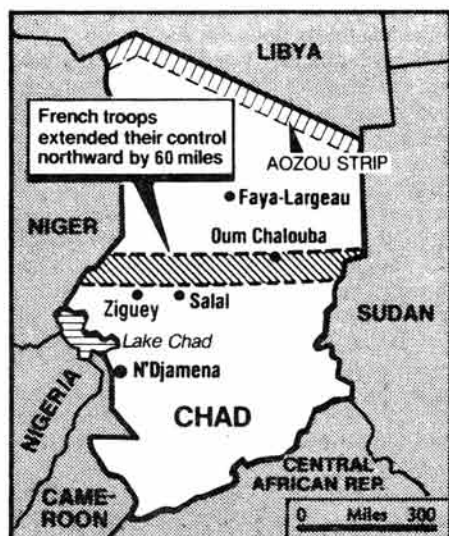 LIBYA
French troops
extended their control
northward by 60 miles
AOZOU STRIP
Faya-Largeau
NIGER
Oum Chalouba
Ziguey
Salal
SUDAN
Lake Chad
N'Djamena
NIGERIA
CHAD
CENTRAL
AFRICAN REP.
CAME-
ROON
0 Miles 300